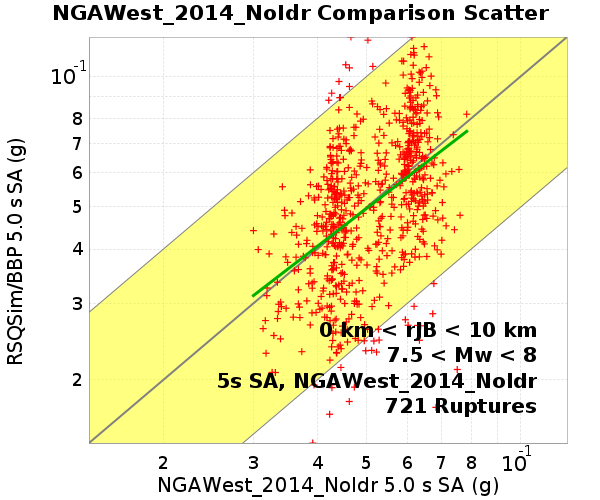 NGAWest_2014_NoIdr Comparison Scatter
RSQSim/BBP 5.0 s SA (g)
10-1
8
7
6
5
4
3
2
0 km < rJB < 10 km
7.5 < Mw < 8
5s SA, NGAWest_2014_NoIdr
721 Ruptures
2 3 4 5 6 7 8 10-1
NGAWest_2014_NoIdr 5.0 s SA (g)